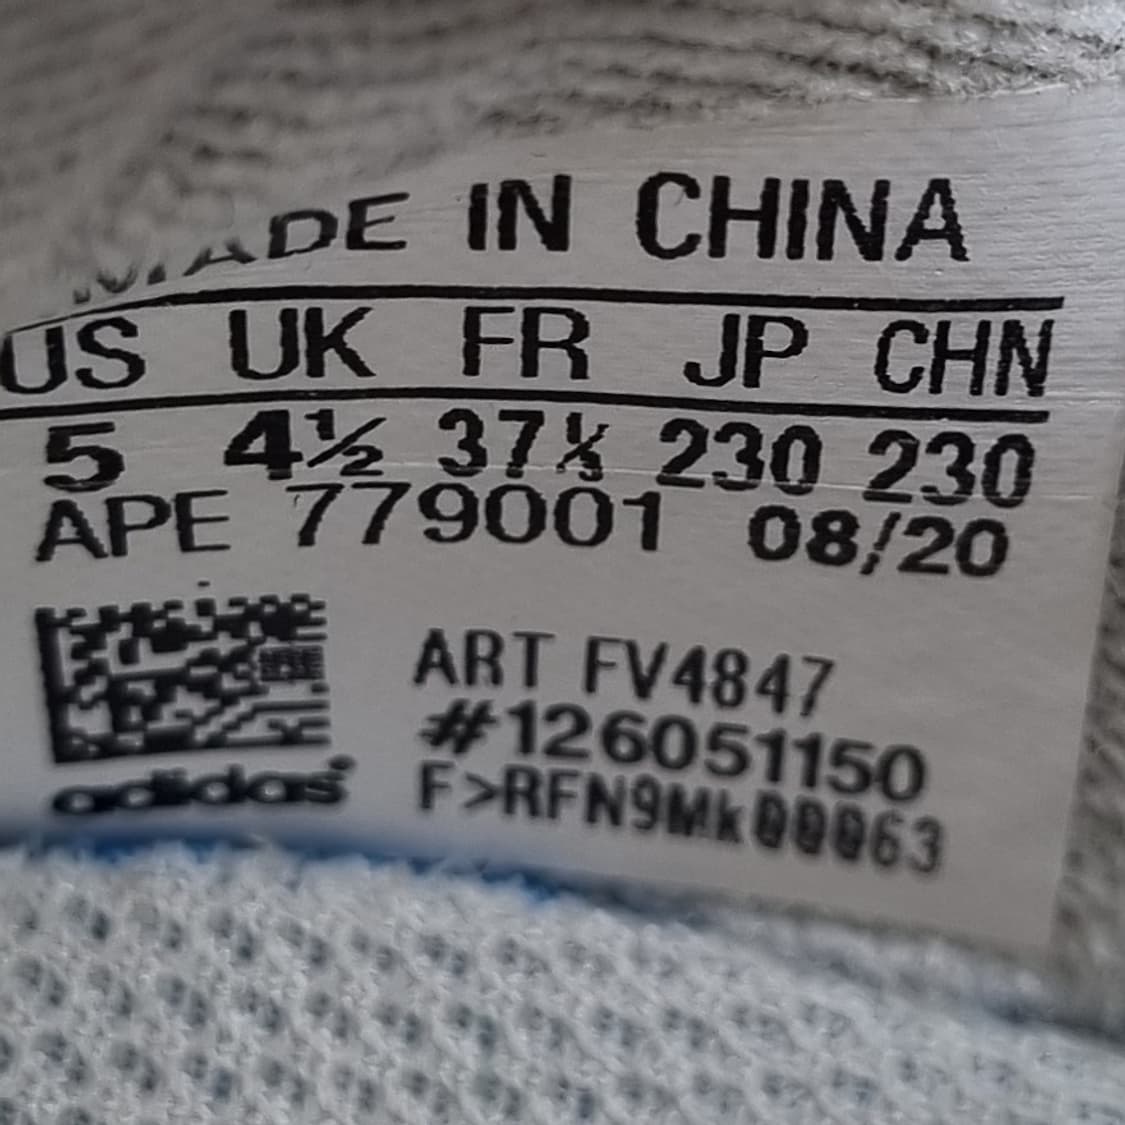 MADE IN CHINA
US UK FR JP CHN
5 4½ 37⅓ 230 230
APE 779001 08/20
ART FV4847
#126051150
F>RFN9Mk00063
adidas